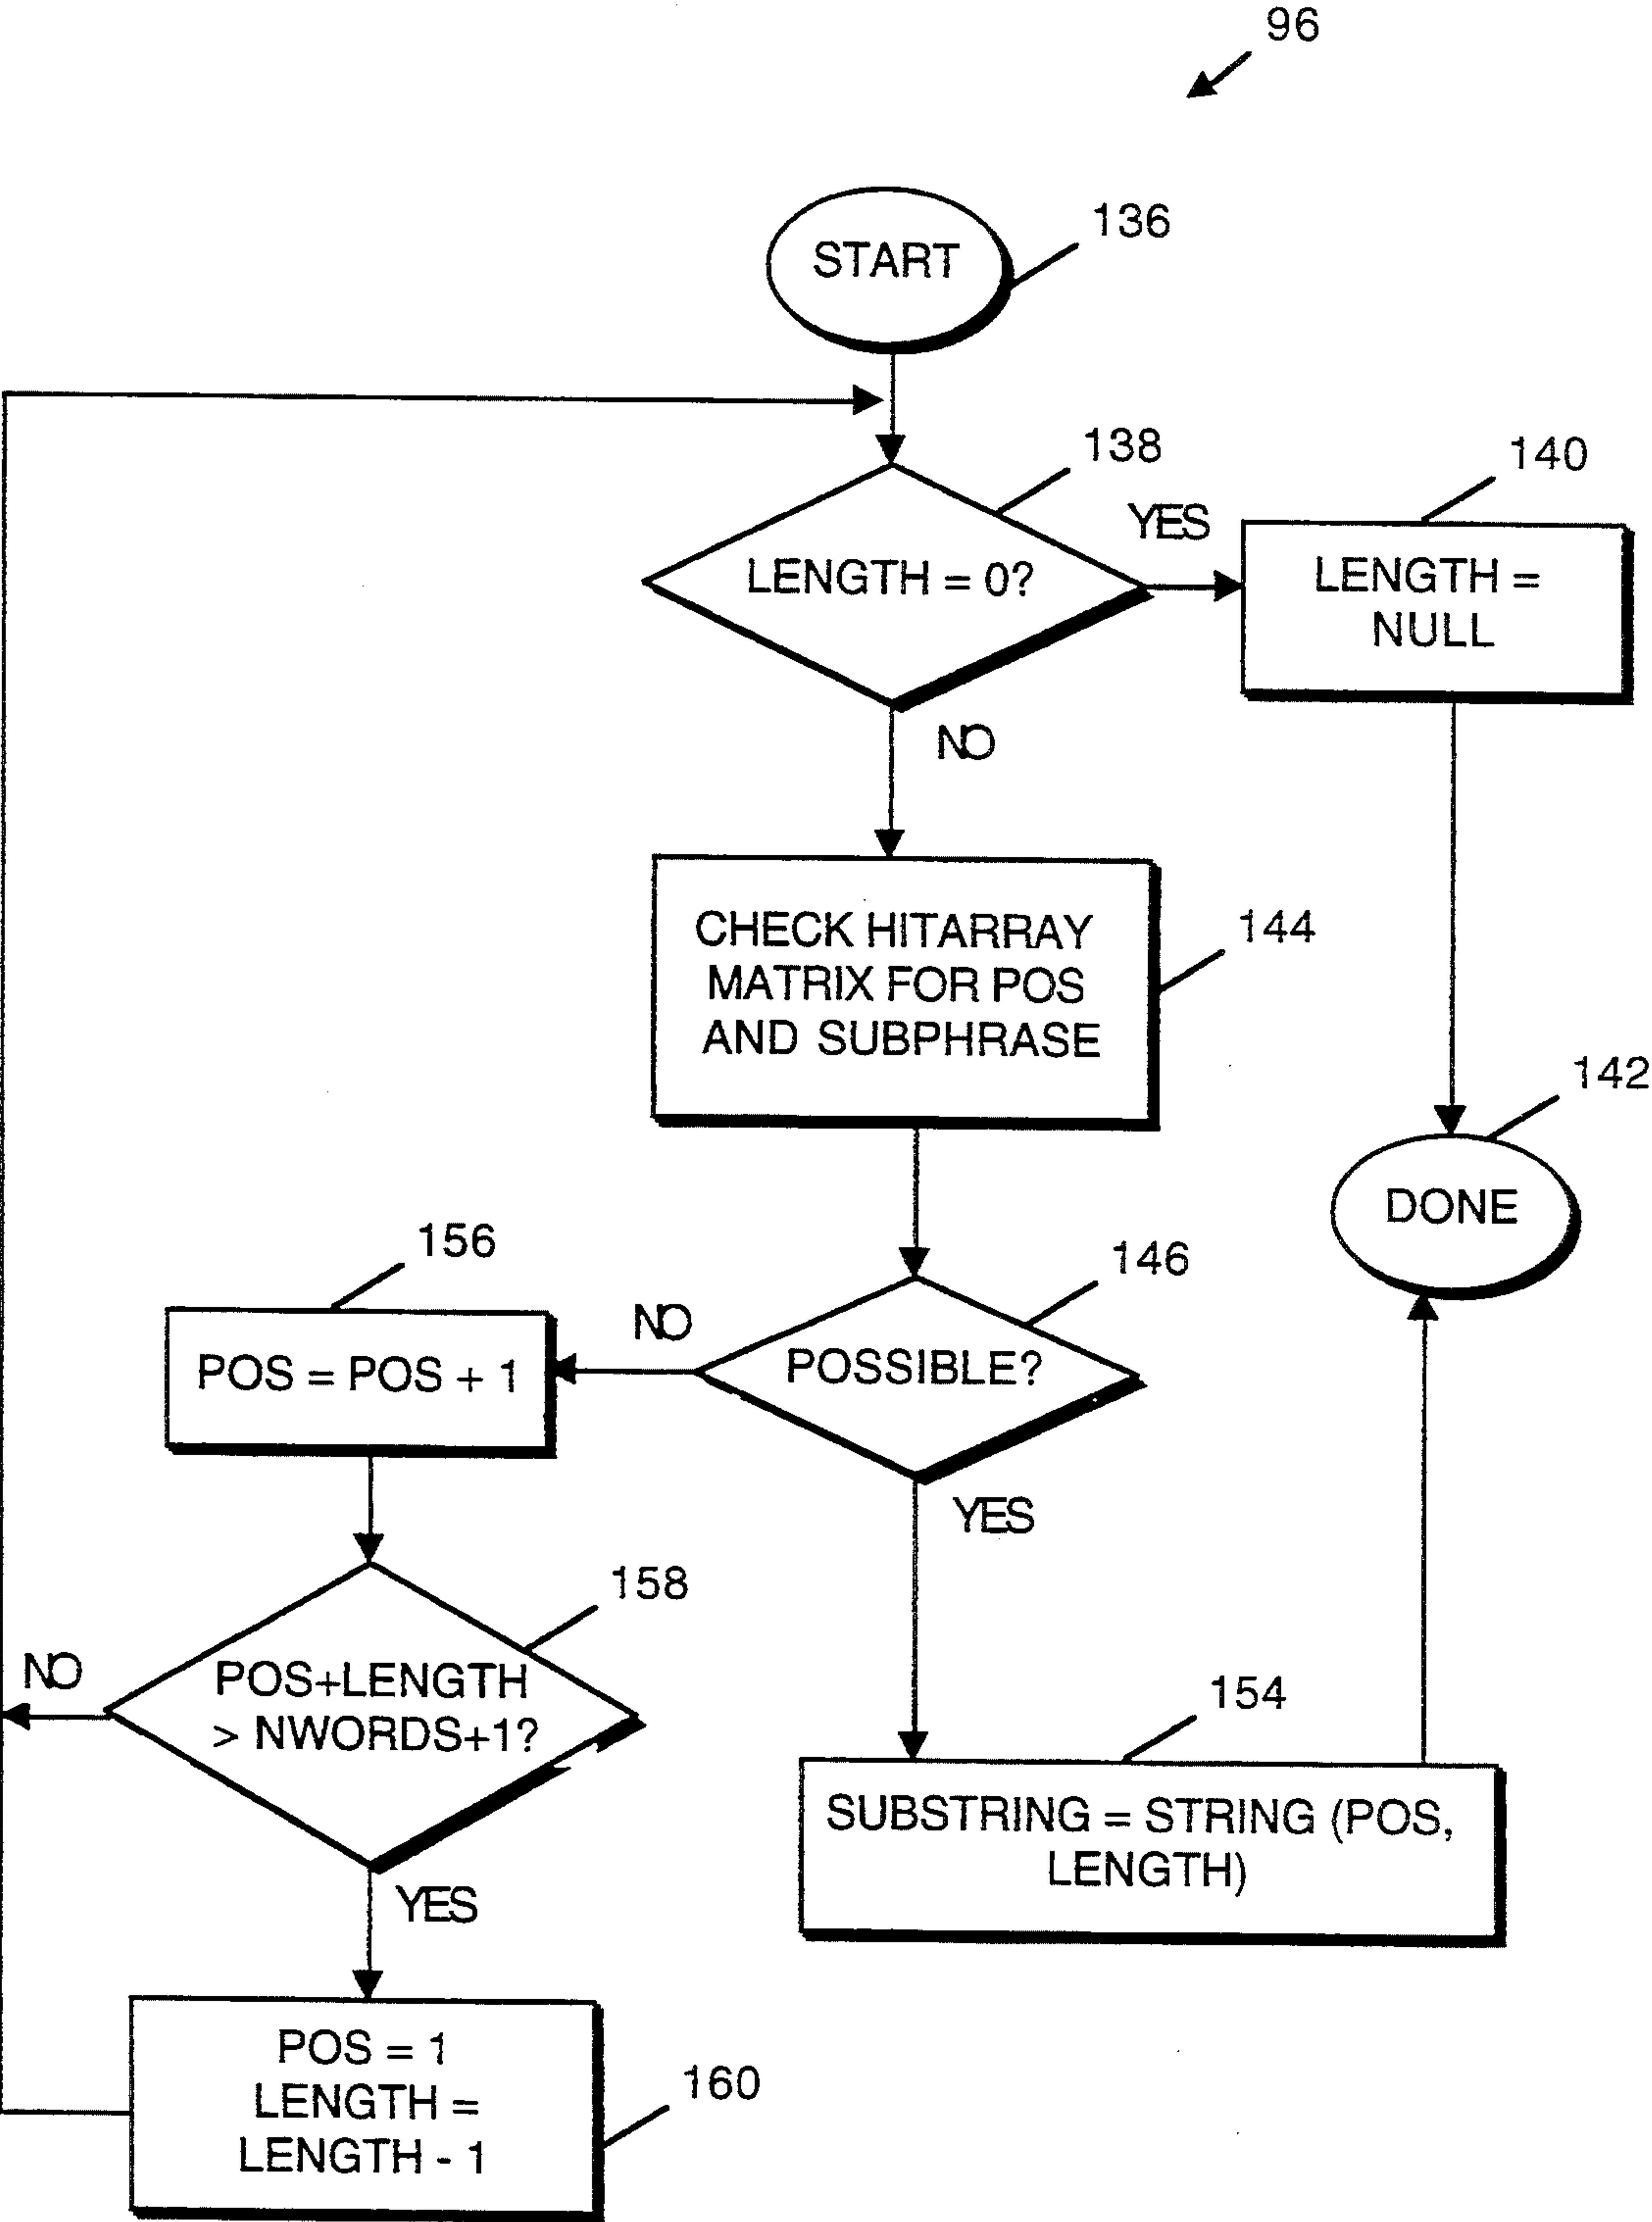 96
START
136
138
YES
LENGTH = 0?
140
LENGTH =
NULL
NO
CHECK HITARRAY
MATRIX FOR POS
AND SUBPHRASE
144
142
DONE
156
POS = POS + 1
NO
146
POSSIBLE?
YES
158
NO
POS+LENGTH
> NWORDS+1?
YES
154
SUBSTRING = STRING (POS,
LENGTH)
POS = 1
LENGTH =
LENGTH - 1
160